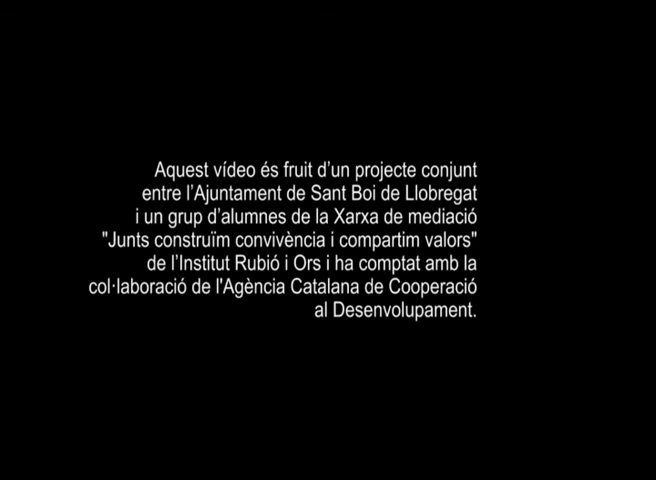 Aquest vídeo és fruit d’un projecte conjunt
entre l’Ajuntament de Sant Boi de Llobregat
i un grup d’alumnes de la Xarxa de mediació
"Junts construïm convivència i compartim valors"
de l’Institut Rubió i Ors i ha comptat amb la
col·laboració de l'Agència Catalana de Cooperació
al Desenvolupament.